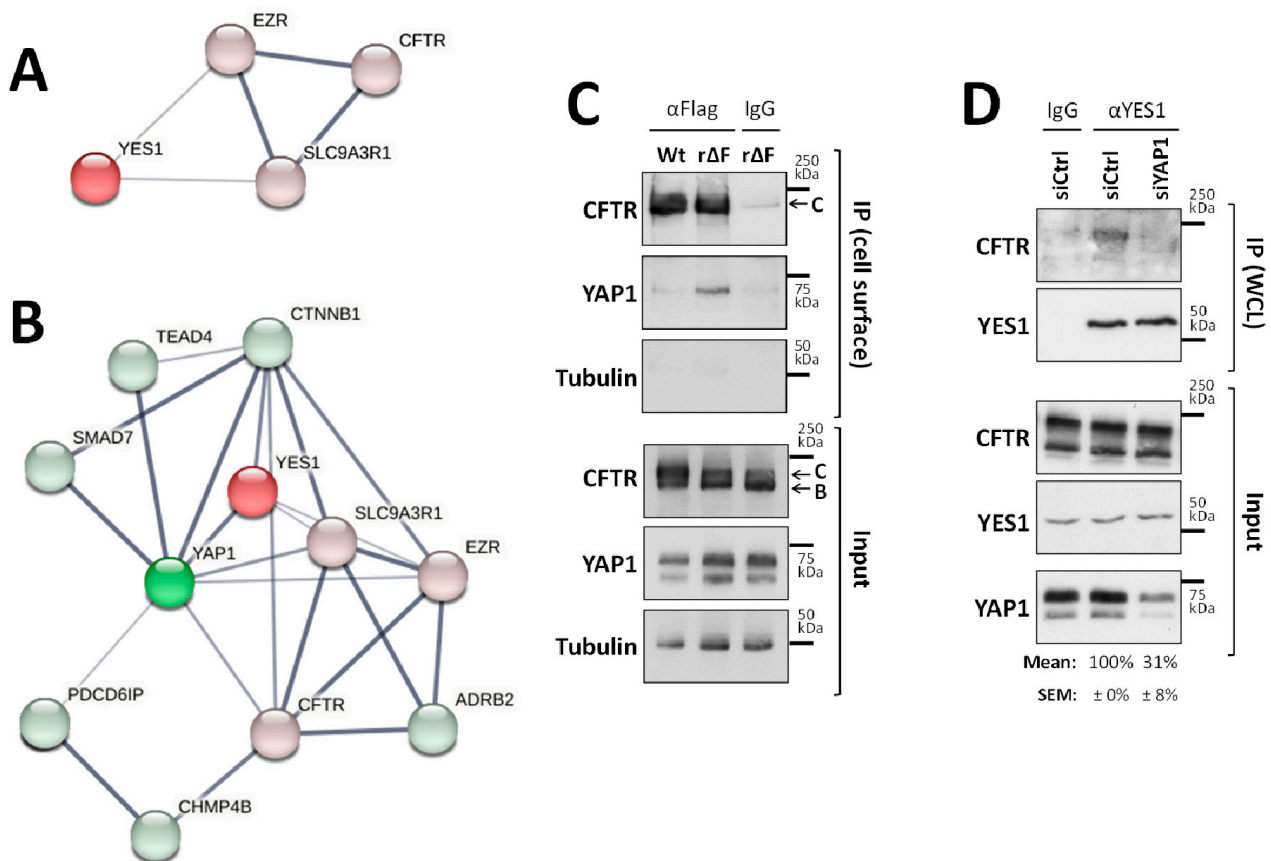 A
EZR
CFTR
YES1
SLC9A3R1
B
TEAD4
CTNNB1
SMAD7
YES1
SLC9A3R1
EZR
YAP1
PDCD6IP
CFTR
ADRB2
CHMP4B
C
αFlag IgG
Wt rΔF rΔF
250
kDa
CFTR
← C
YAP1
75
kDa
50
kDa
Tubulin
IP (cell surface)
250
kDa
CFTR
← C
← B
YAP1
75
kDa
50
kDa
Tubulin
Input
D
IgG αYES1
siCtrl siCtrl siYAP1
250
kDa
CFTR
YES1
50
kDa
IP (WCL)
250
kDa
CFTR
YES1
50
kDa
YAP1
75
kDa
Input
Mean: 100% 31%
SEM: ± 0% ± 8%